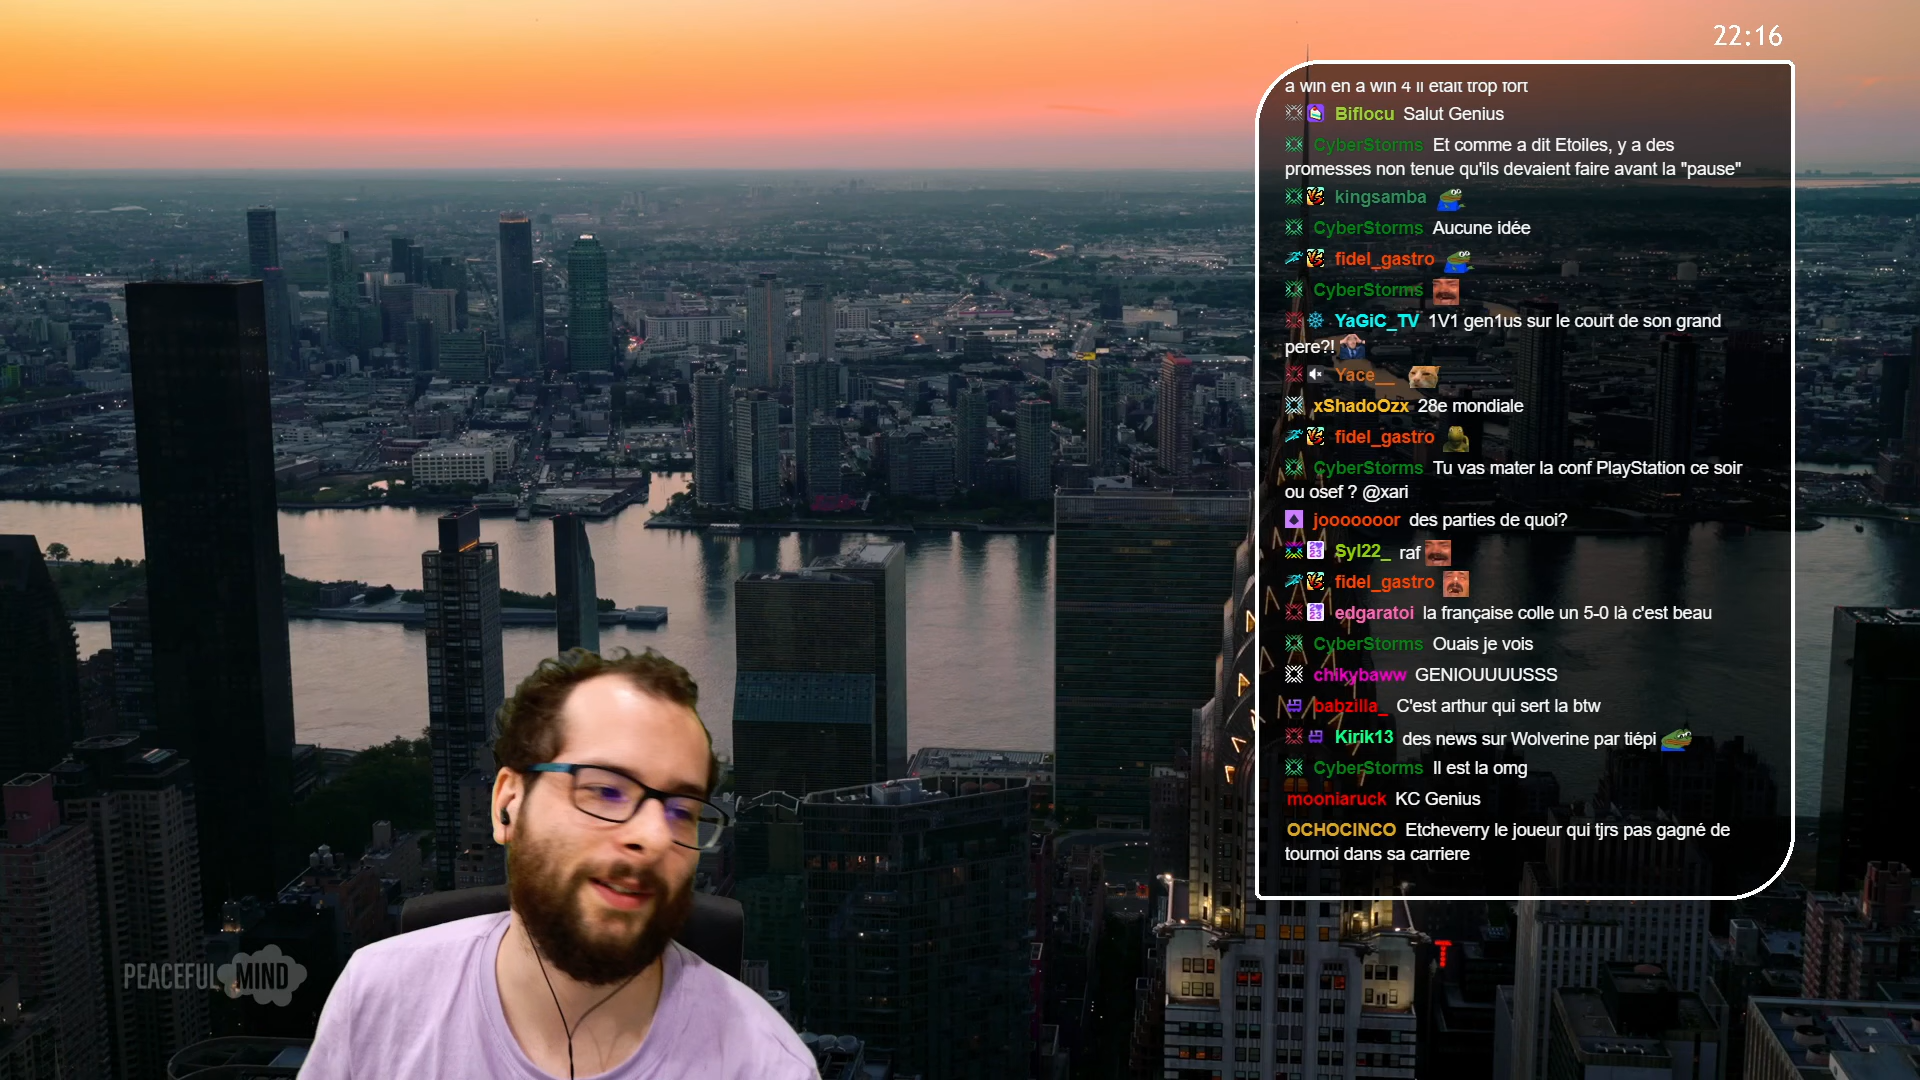 22:16
a win en a win 4 il etait trop fort
Biflocu Salut Genius
CyberStorms Et comme a dit Etoiles, y a des
promesses non tenue qu'ils devaient faire avant la "pause"
kingsamba
CyberStorms Aucune idée
fidel_gastro
CyberStorms
YaGiC_TV 1V1 gen1us sur le court de son grand
pere?!
Yace__
xShadoOzx 28e mondiale
fidel_gastro
CyberStorms Tu vas mater la conf PlayStation ce soir
ou osef ? @xari
jooooooor des parties de quoi?
Syl22_ raf
fidel_gastro
edgaratoi la française colle un 5-0 là c'est beau
CyberStorms Ouais je vois
chikybaww GENIOUUUUSSS
babzilla_ C'est arthur qui sert la btw
Kirik13 des news sur Wolverine par tiépi
CyberStorms Il est la omg
mooniaruck KC Genius
OCHOCINCO Etcheverry le joueur qui tjrs pas gagné de
tournoi dans sa carriere
PEACEFUL MIND